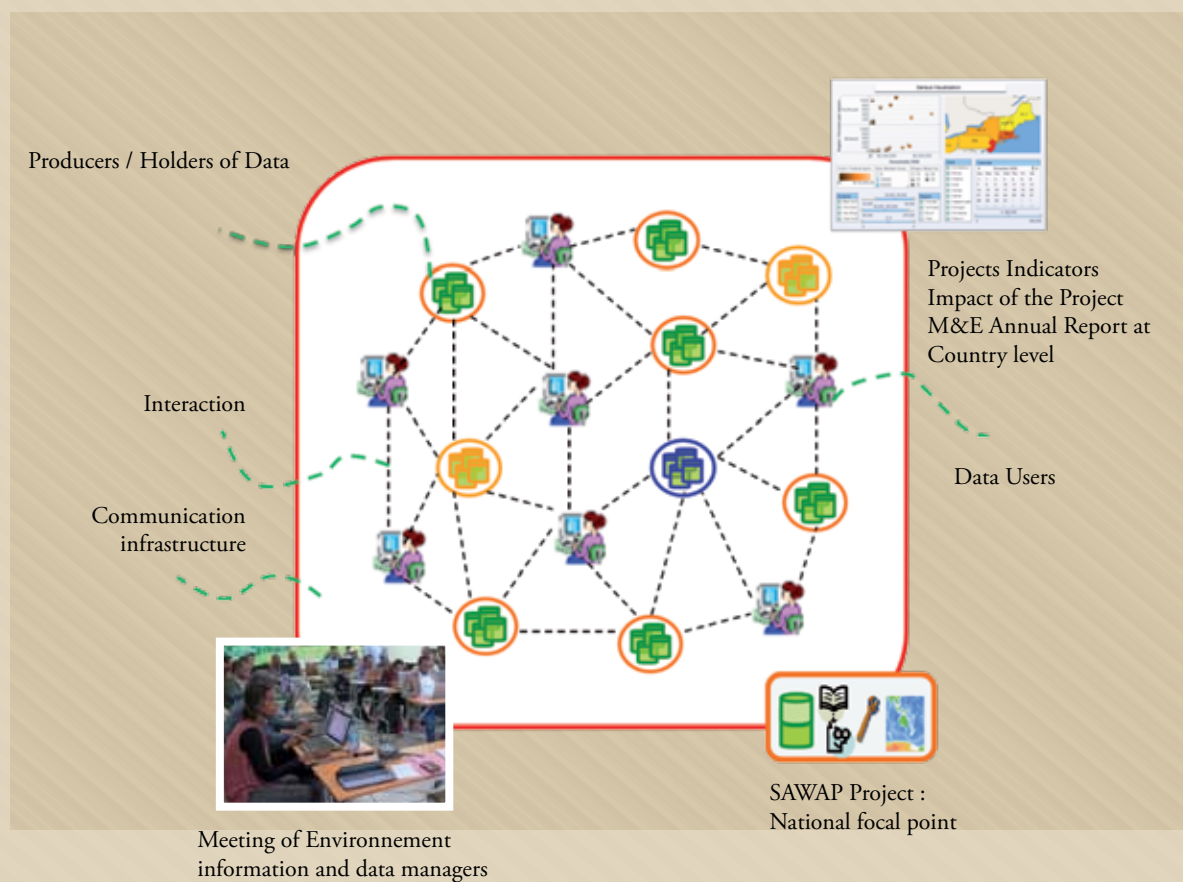 Producers / Holders of Data
Projects Indicators
Impact of the Project
M&E Annual Report at
Country level
Interaction
Data Users
Communication
infrastructure
SAWAP Project :
National focal point
Meeting of Environnement
information and data managers